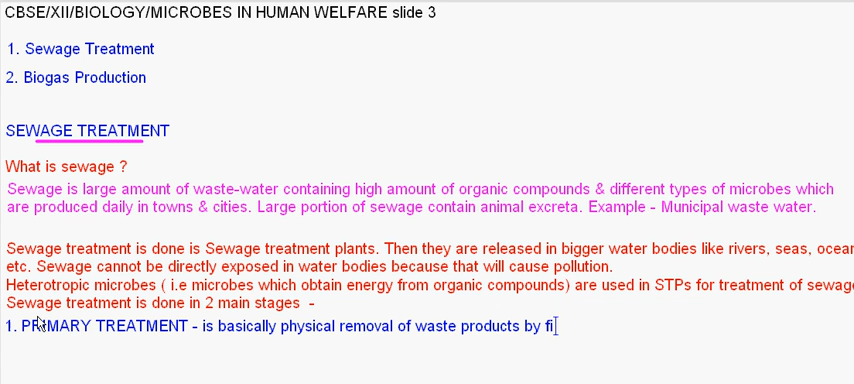 CBSE/XII/BIOLOGY/MICROBES IN HUMAN WELFARE slide 3
1. Sewage Treatment
2. Biogas Production
SEWAGE TREATMENT
What is sewage ?
Sewage is large amount of waste-water containing high amount of organic compounds & different types of microbes which
are produced daily in towns & cities. Large portion of sewage contain animal excreta. Example - Municipal waste water.
Sewage treatment is done is Sewage treatment plants. Then they are released in bigger water bodies like rivers, seas, ocear
etc. Sewage cannot be directly exposed in water bodies because that will cause pollution.
Heterotropic microbes ( i.e microbes which obtain energy from organic compounds) are used in STPs for treatment of sewage
Sewage treatment is done in 2 main stages -
1. PRIMARY TREATMENT - is basically physical removal of waste products by fi